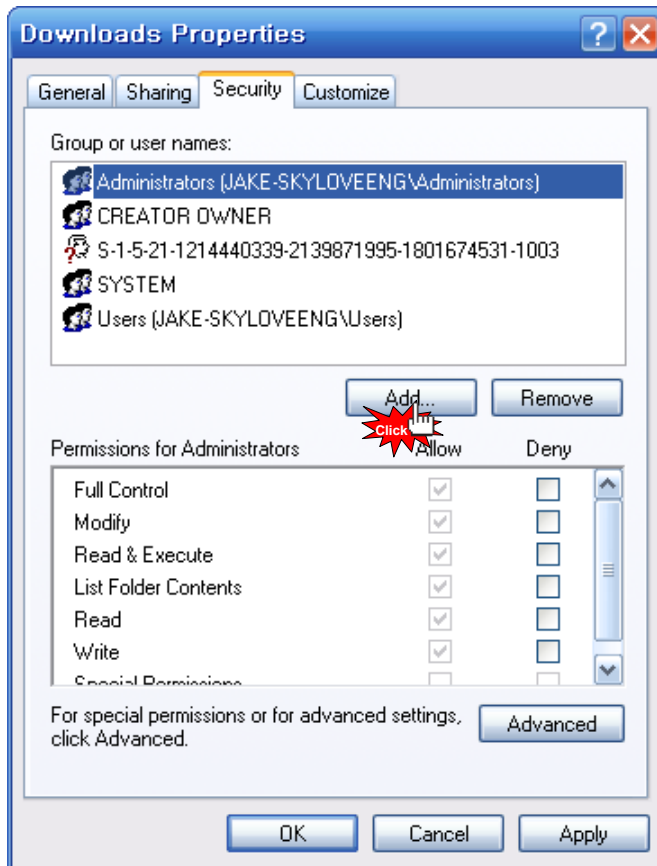 Downloads Properties
General Sharing Security Customize
Group or user names:
Administrators (JAKE-SKYLOVEENG\Administrators)
CREATOR OWNER
S-1-5-21-1214440339-2139871995-1801674531-1003
SYSTEM
Users (JAKE-SKYLOVEENG\Users)
Add... Remove
Click
Permissions for Administrators Allow Deny
Full Control
Modify
Read & Execute
List Folder Contents
Read
Write
Special Permissions
For special permissions or for advanced settings,
click Advanced.
Advanced
OK Cancel Apply